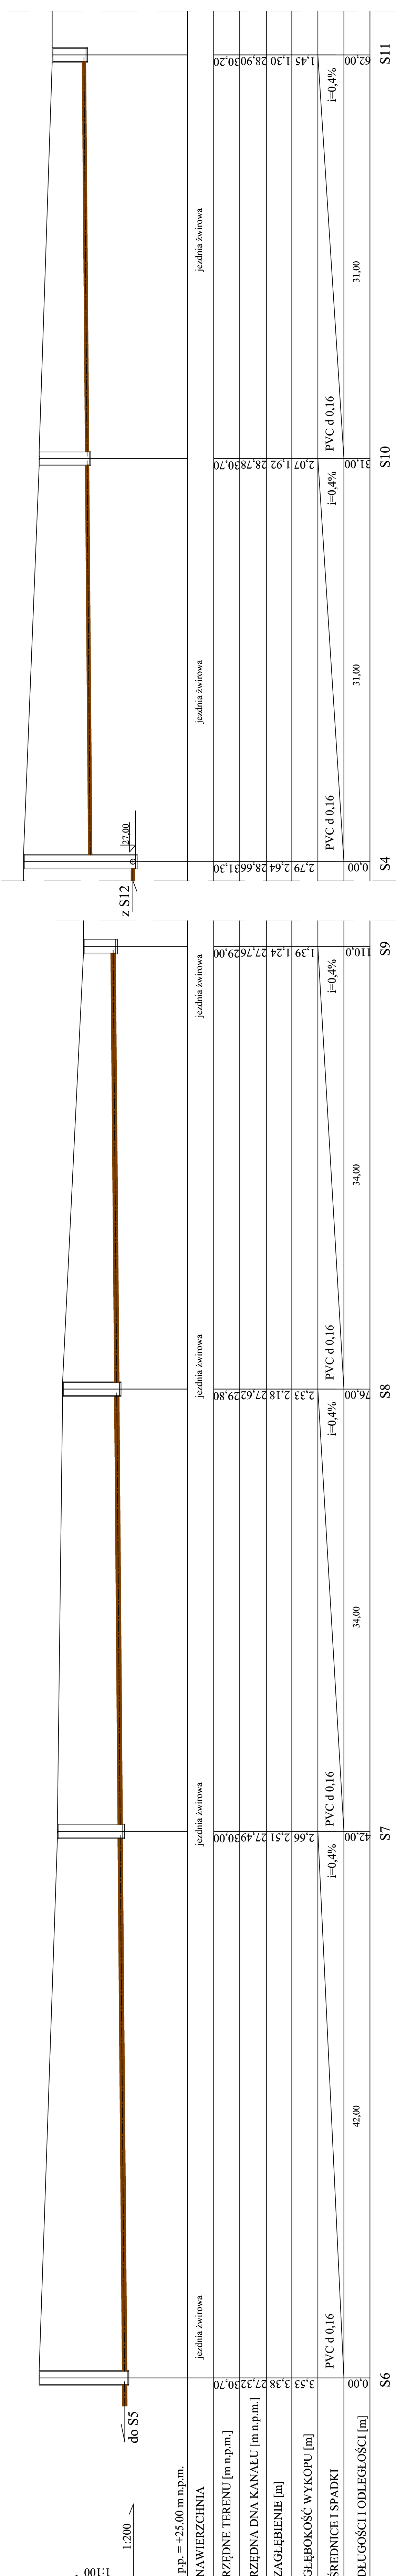 1:100
1:200
p.p. = +25.00 m n.p.m.
NAWIERZCHNIA
RZĘDNE TERENU [m n.p.m.]
RZĘDNA DNA KANAŁU [m n.p.m.]
ZAGŁĘBIENIE [m]
GŁĘBOKOŚĆ WYKOPU [m]
ŚREDNICE I SPADKI
DŁUGOŚCI I ODLEGŁOŚCI [m]
do S5
jezdnia żwirowa
jezdnia żwirowa
jezdnia żwirowa
jezdnia żwirowa
30,70
30,00
29,80
29,00
27,32
27,49
27,62
27,76
3,38
2,51
2,18
1,24
3,53
2,66
2,33
1,39
PVC d 0,16
i=0,4%
PVC d 0,16
i=0,4%
PVC d 0,16
i=0,4%
0,00
42,00
42,00
34,00
76,00
34,00
110,0
S6
S7
S8
S9
z S12
27,00
jezdnia żwirowa
jezdnia żwirowa
31,30
30,70
30,20
28,66
28,78
28,90
2,64
1,92
1,30
2,79
2,07
1,45
PVC d 0,16
i=0,4%
PVC d 0,16
i=0,4%
0,00
31,00
31,00
31,00
62,00
S4
S10
S11